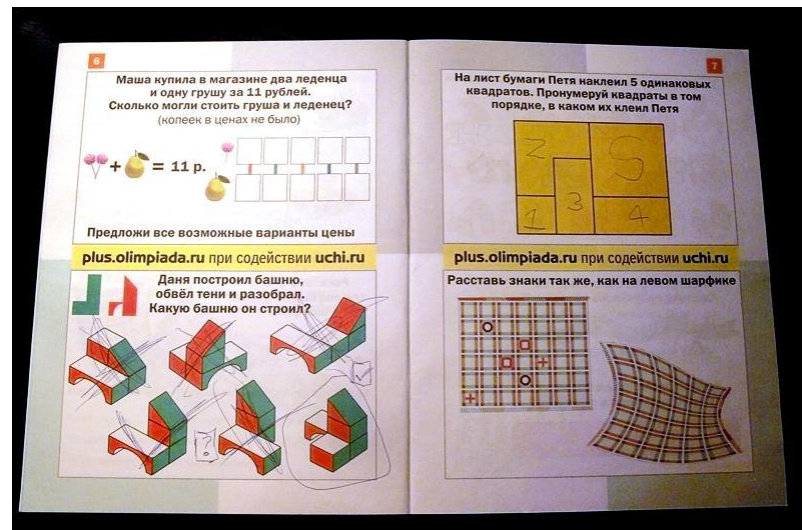 6
Маша купила в магазине два леденца
и одну грушу за 11 рублей.
Сколько могли стоить груша и леденец?
(копеек в ценах не было)
+ = 11 р.
Предложи все возможные варианты цены
plus.olimpiada.ru при содействии uchi.ru
Даня построил башню,
обвёл тени и разобрал.
Какую башню он строил?
?
7
На лист бумаги Петя наклеил 5 одинаковых
квадратов. Пронумеруй квадраты в том
порядке, в каком их клеил Петя
2 5
1 3 4
plus.olimpiada.ru при содействии uchi.ru
Расставь знаки так же, как на левом шарфике